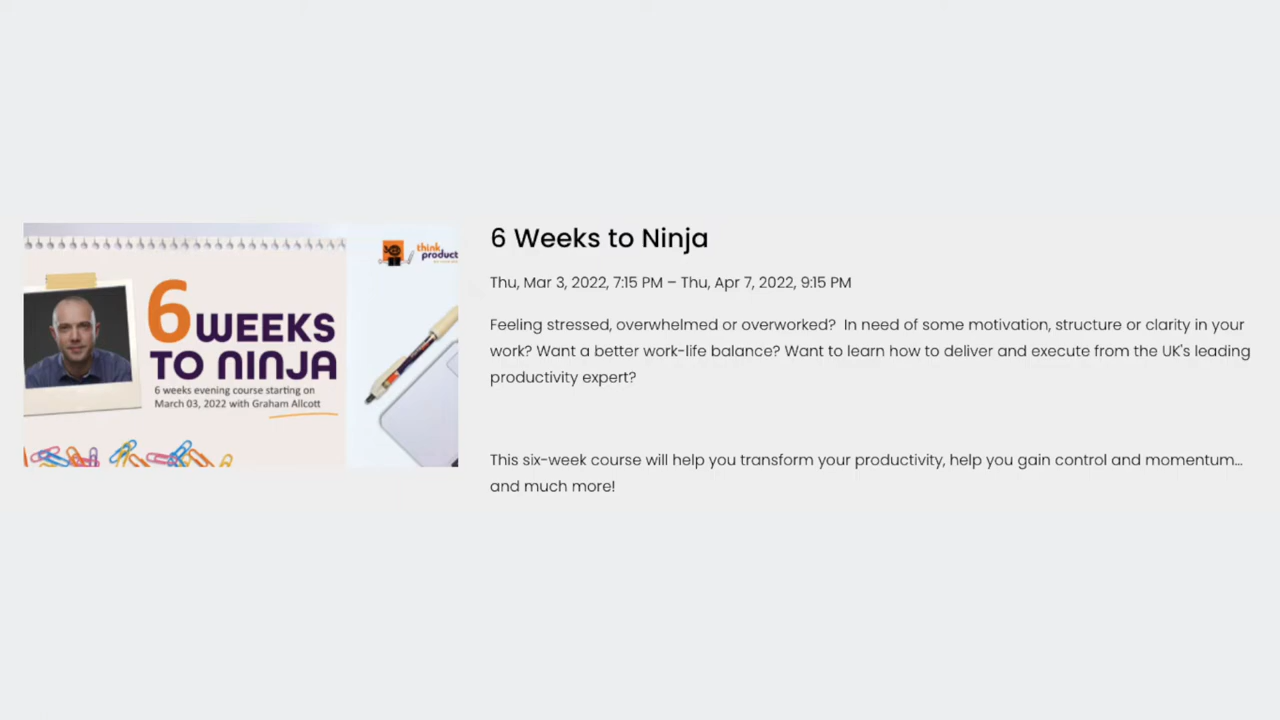 think
product
6 WEEKS
TO NINJA
6 weeks evening course starting on
March 03, 2022 with Graham Allcott
6 Weeks to Ninja
Thu, Mar 3, 2022, 7:15 PM – Thu, Apr 7, 2022, 9:15 PM
Feeling stressed, overwhelmed or overworked?  In need of some motivation, structure or clarity in your
work? Want a better work-life balance? Want to learn how to deliver and execute from the UK's leading
productivity expert?
This six-week course will help you transform your productivity, help you gain control and momentum...
and much more!